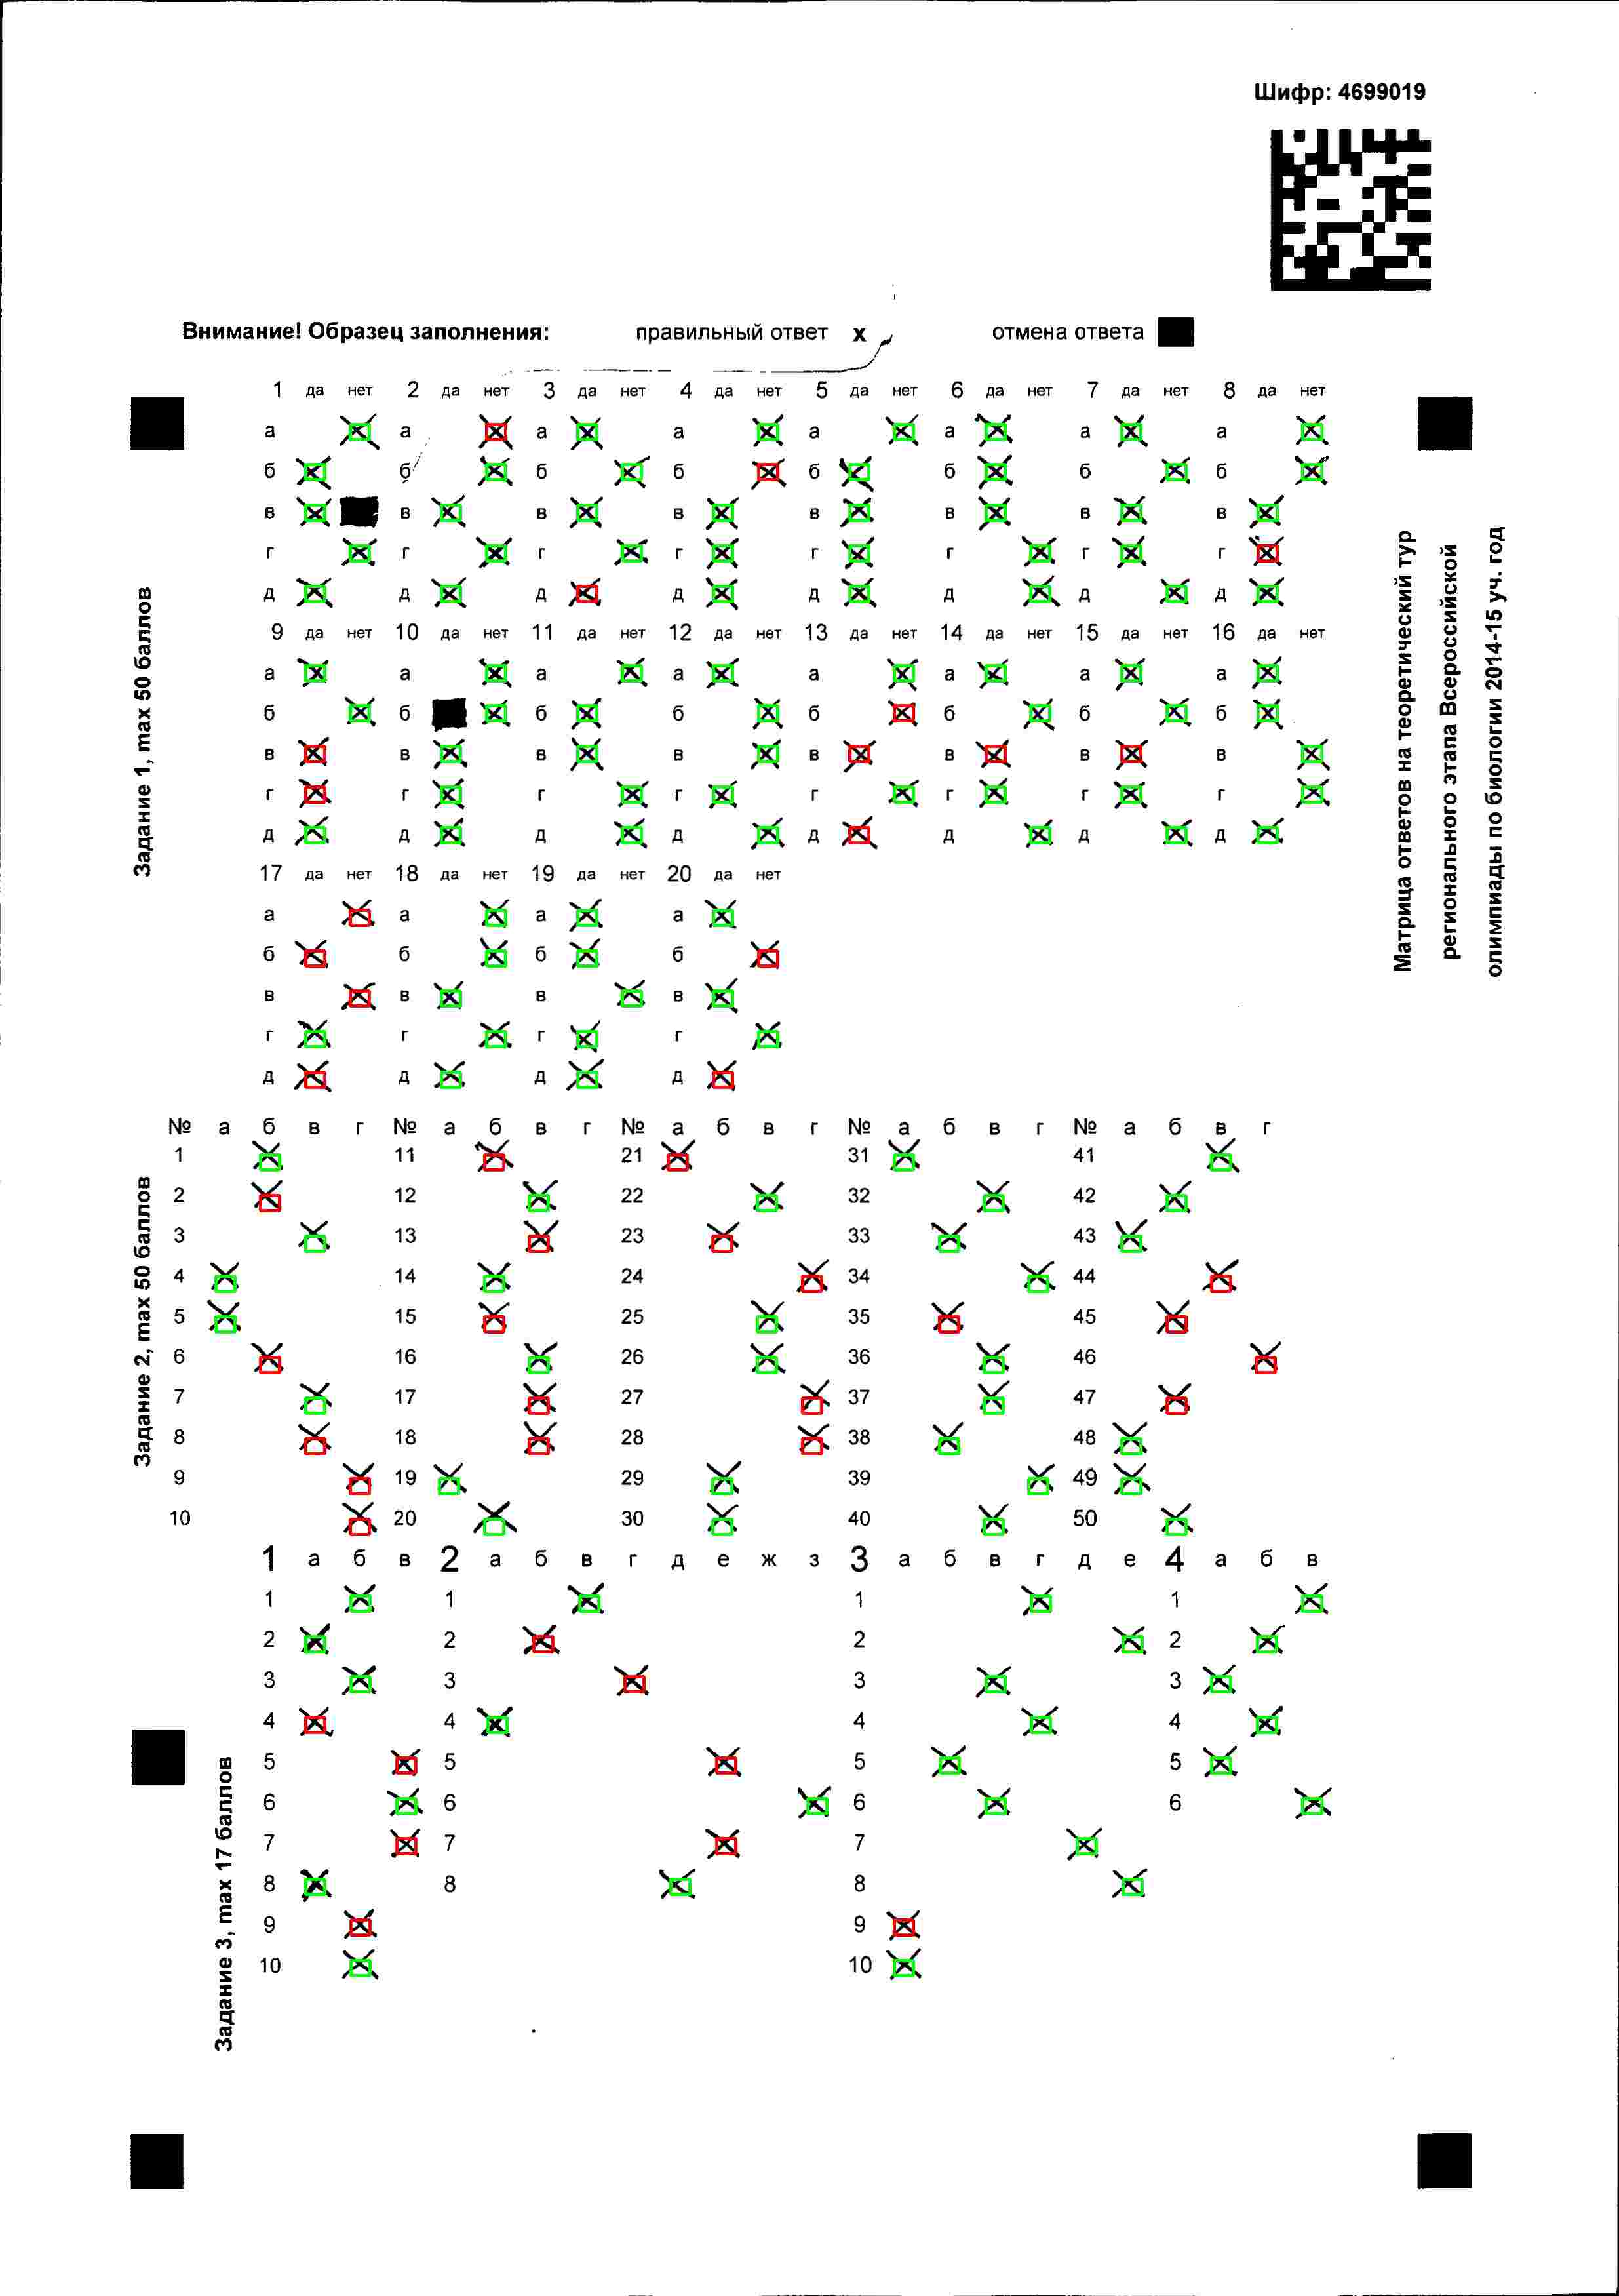 Шифр: 4699019
Внимание! Образец заполнения: правильный ответ х отмена ответа
1 да нет 2 да нет 3 да нет 4 да нет 5 да нет 6 да нет 7 да нет 8 да нет
а а а а а а а а
б б б б б б б б
в в в в в в в в
г г г г г г г г
д д д д д д д д
9 да нет 10 да нет 11 да нет 12 да нет 13 да нет 14 да нет 15 да нет 16 да нет
а а а а а а а а
б б б б б б б б
в в в в в в в в
г г г г г г г г
д д д д д д д д
17 да нет 18 да нет 19 да нет 20 да нет
а а а а
б б б б
в в в в
г г г г
д д д д
Задание 1, max 50 баллов
Матрица ответов на теоретический тур
регионального этапа Всероссийской
олимпиады по биологии 2014-15 уч. год
№ а б в г № а б в г № а б в г № а б в г № а б в г
1 11 21 31 41
2 12 22 32 42
3 13 23 33 43
4 14 24 34 44
5 15 25 35 45
6 16 26 36 46
7 17 27 37 47
8 18 28 38 48
9 19 29 39 49
10 20 30 40 50
Задание 2, max 50 баллов
1 а б в 2 а б в г д е ж з 3 а б в г д е 4 а б в
1 1 1 1
2 2 2 2
3 3 3 3
4 4 4 4
5 5 5 5
6 6 6 6
7 7 7
8 8 8
9 9
10 10
Задание 3, max 17 баллов